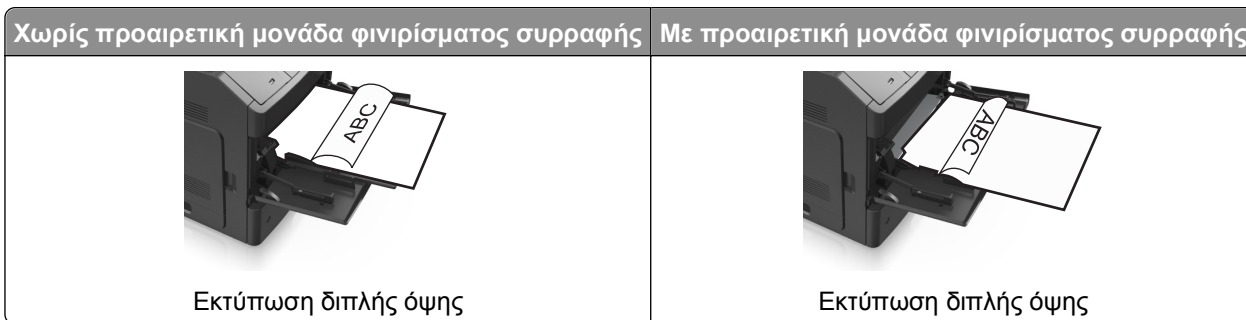 Χωρίς προαιρετική μονάδα φινιρίσματος συρραφής
Με προαιρετική μονάδα φινιρίσματος συρραφής
ABC
ABC
Εκτύπωση διπλής όψης
Εκτύπωση διπλής όψης